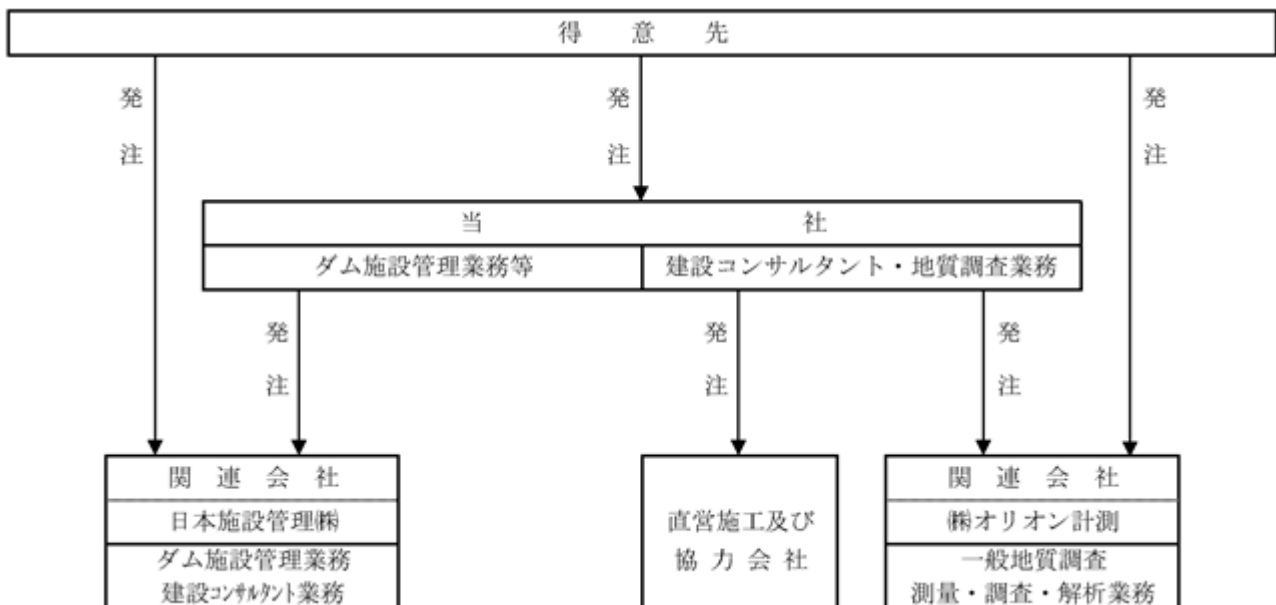 得意先
発注
発注
発注
当社
ダム施設管理業務等
建設コンサルタント・地質調査業務
発注
発注
発注
関連会社
日本施設管理㈱
ダム施設管理業務
建設ｺﾝｻﾙﾀﾝﾄ業務
直営施工及び
協力会社
関連会社
㈱オリオン計測
一般地質調査
測量・調査・解析業務